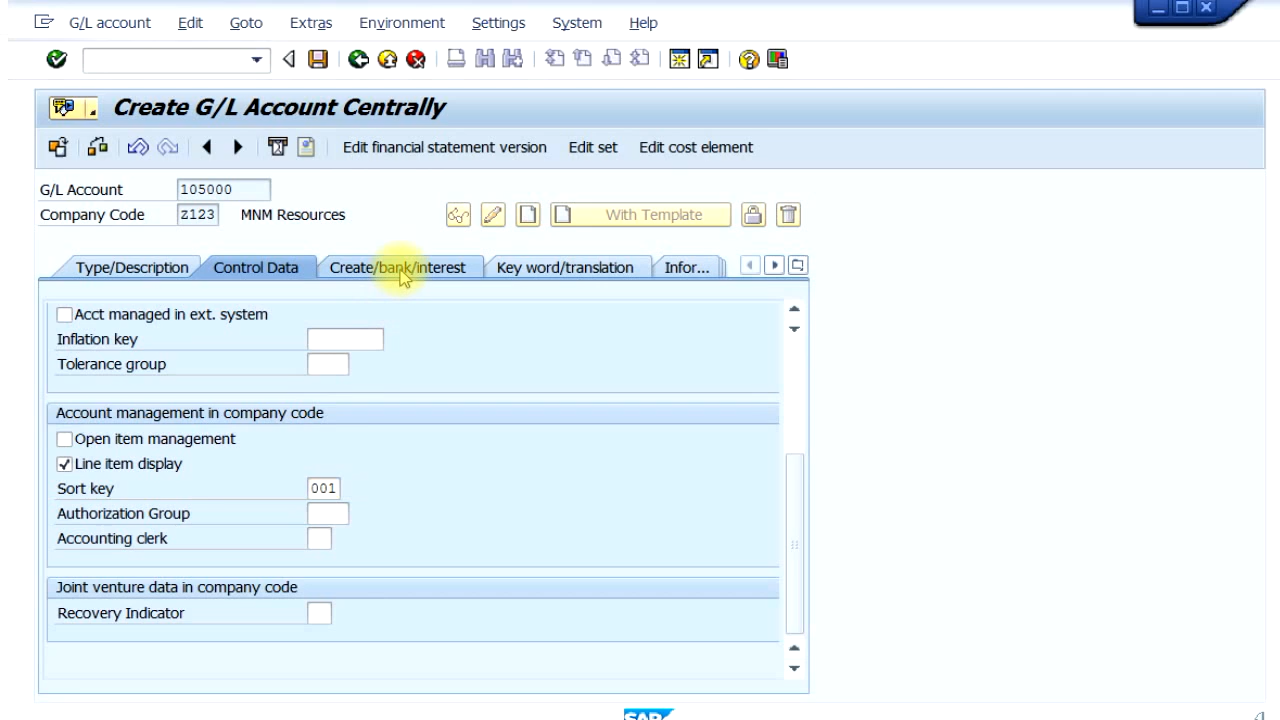 G/L account Edit Goto Extras Environment Settings System Help
Create G/L Account Centrally
Edit financial statement version Edit set Edit cost element
G/L Account 105000
Company Code z123 MNM Resources With Template
Type/Description Control Data Create/bank/interest Key word/translation Infor...
Acct managed in ext. system
Inflation key
Tolerance group
Account management in company code
Open item management
Line item display
Sort key 001
Authorization Group
Accounting clerk
Joint venture data in company code
Recovery Indicator
SAP